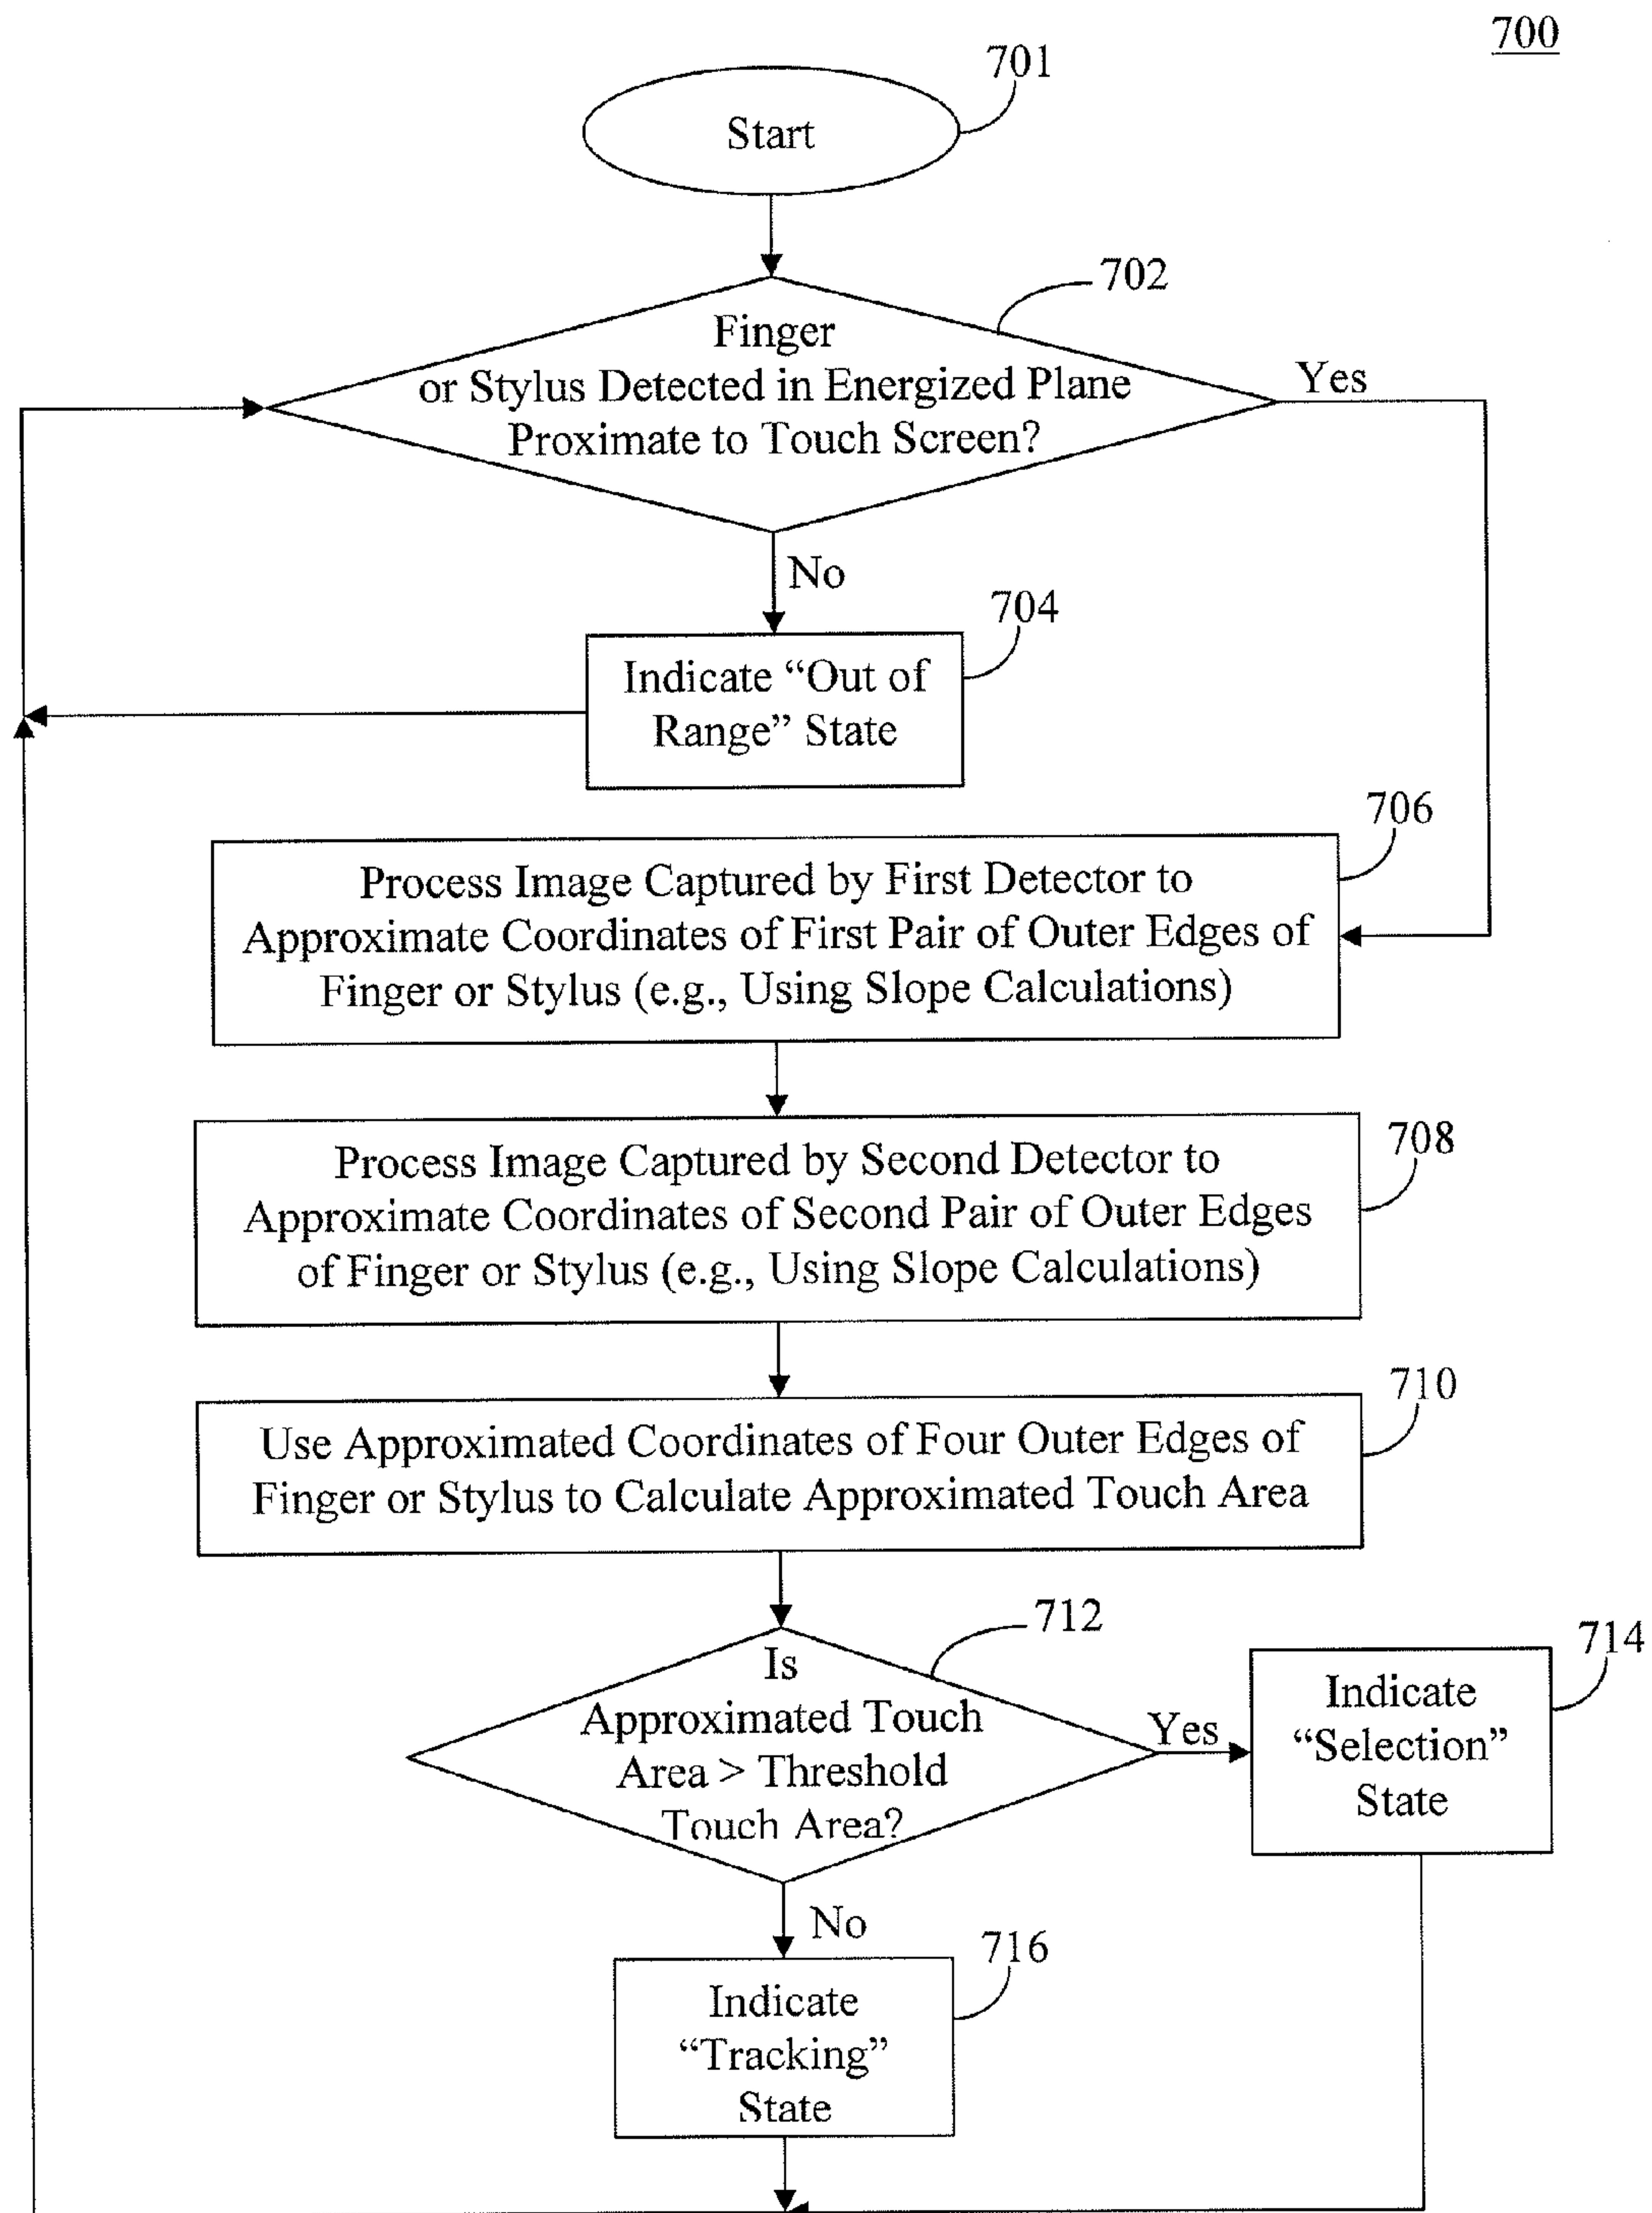 700
701
Start
702
Finger
or Stylus Detected in Energized Plane
Proximate to Touch Screen?
Yes
No
704
Indicate “Out of
Range” State
706
Process Image Captured by First Detector to
Approximate Coordinates of First Pair of Outer Edges of
Finger or Stylus (e.g., Using Slope Calculations)
708
Process Image Captured by Second Detector to
Approximate Coordinates of Second Pair of Outer Edges
of Finger or Stylus (e.g., Using Slope Calculations)
710
Use Approximated Coordinates of Four Outer Edges of
Finger or Stylus to Calculate Approximated Touch Area
712
Is
Approximated Touch
Area > Threshold
Touch Area?
Yes
714
Indicate
“Selection”
State
No
716
Indicate
“Tracking”
State